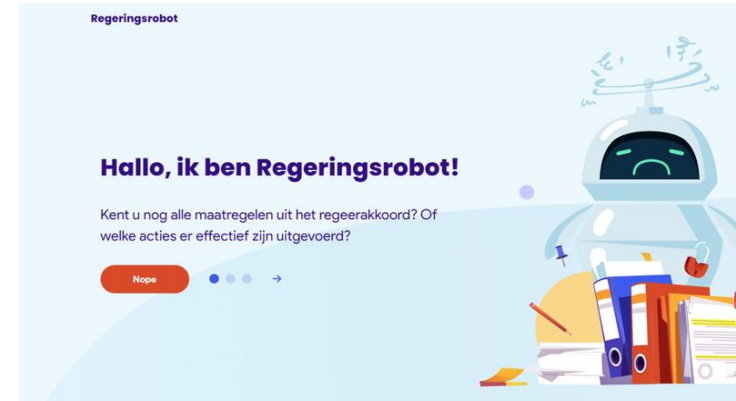 Regeringsrobot
Hallo, ik ben Regeringsrobot!
Kent u nog alle maatregelen uit het regeerakkoord? Of
welke acties er effectief zijn uitgevoerd?
Nope